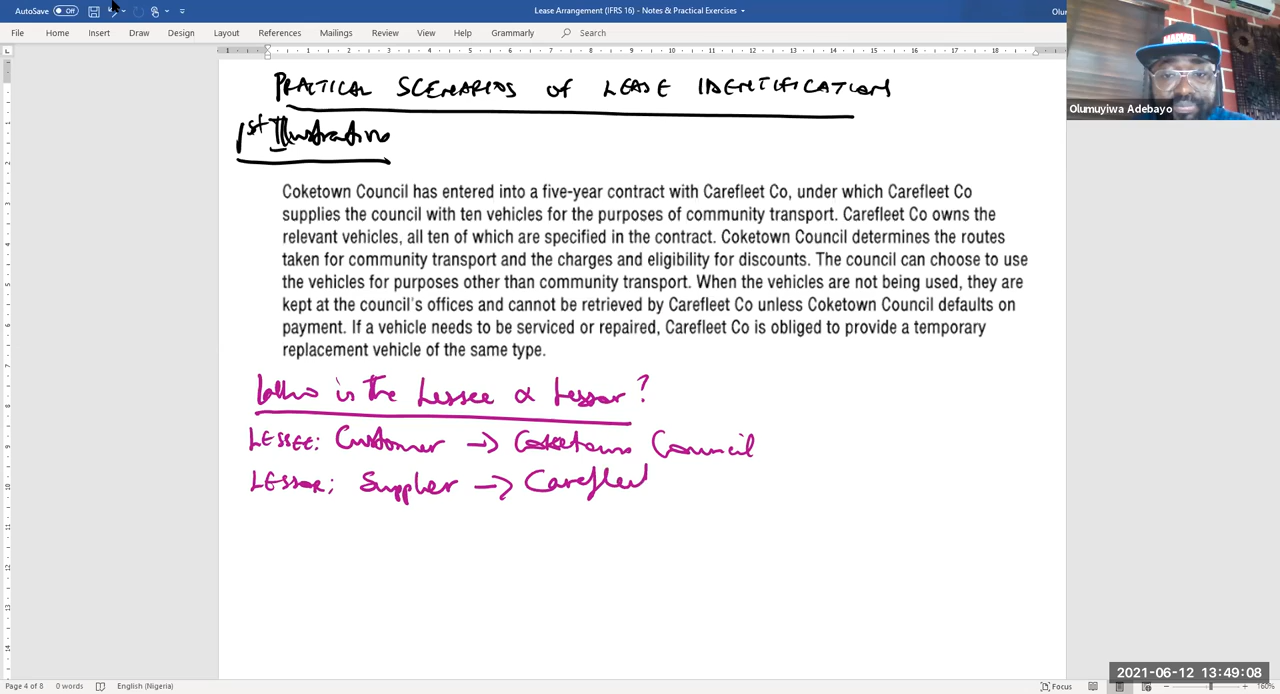 AutoSave Off
Lease Arrangement (IFRS 16) - Notes & Practical Exercises
Olu
File Home Insert Draw Design Layout References Mailings Review View Help Grammarly Search
Olumuyiwa Adebayo
PRACTICAL SCENARIOS OF LEASE IDENTIFICATIONS
1st Illustration
Coketown Council has entered into a five-year contract with Carefleet Co, under which Carefleet Co
supplies the council with ten vehicles for the purposes of community transport. Carefleet Co owns the
relevant vehicles, all ten of which are specified in the contract. Coketown Council determines the routes
taken for community transport and the charges and eligibility for discounts. The council can choose to use
the vehicles for purposes other than community transport. When the vehicles are not being used, they are
kept at the council's offices and cannot be retrieved by Carefleet Co unless Coketown Council defaults on
payment. If a vehicle needs to be serviced or repaired, Carefleet Co is obliged to provide a temporary
replacement vehicle of the same type.
Who is the Lessee & Lessor?
LESSEE: Customer → Coketown Council
LESSOR: Supplier → Carefleet
2021-06-12 13:49:08
Page 4 of 8 0 words English (Nigeria) Focus 160%